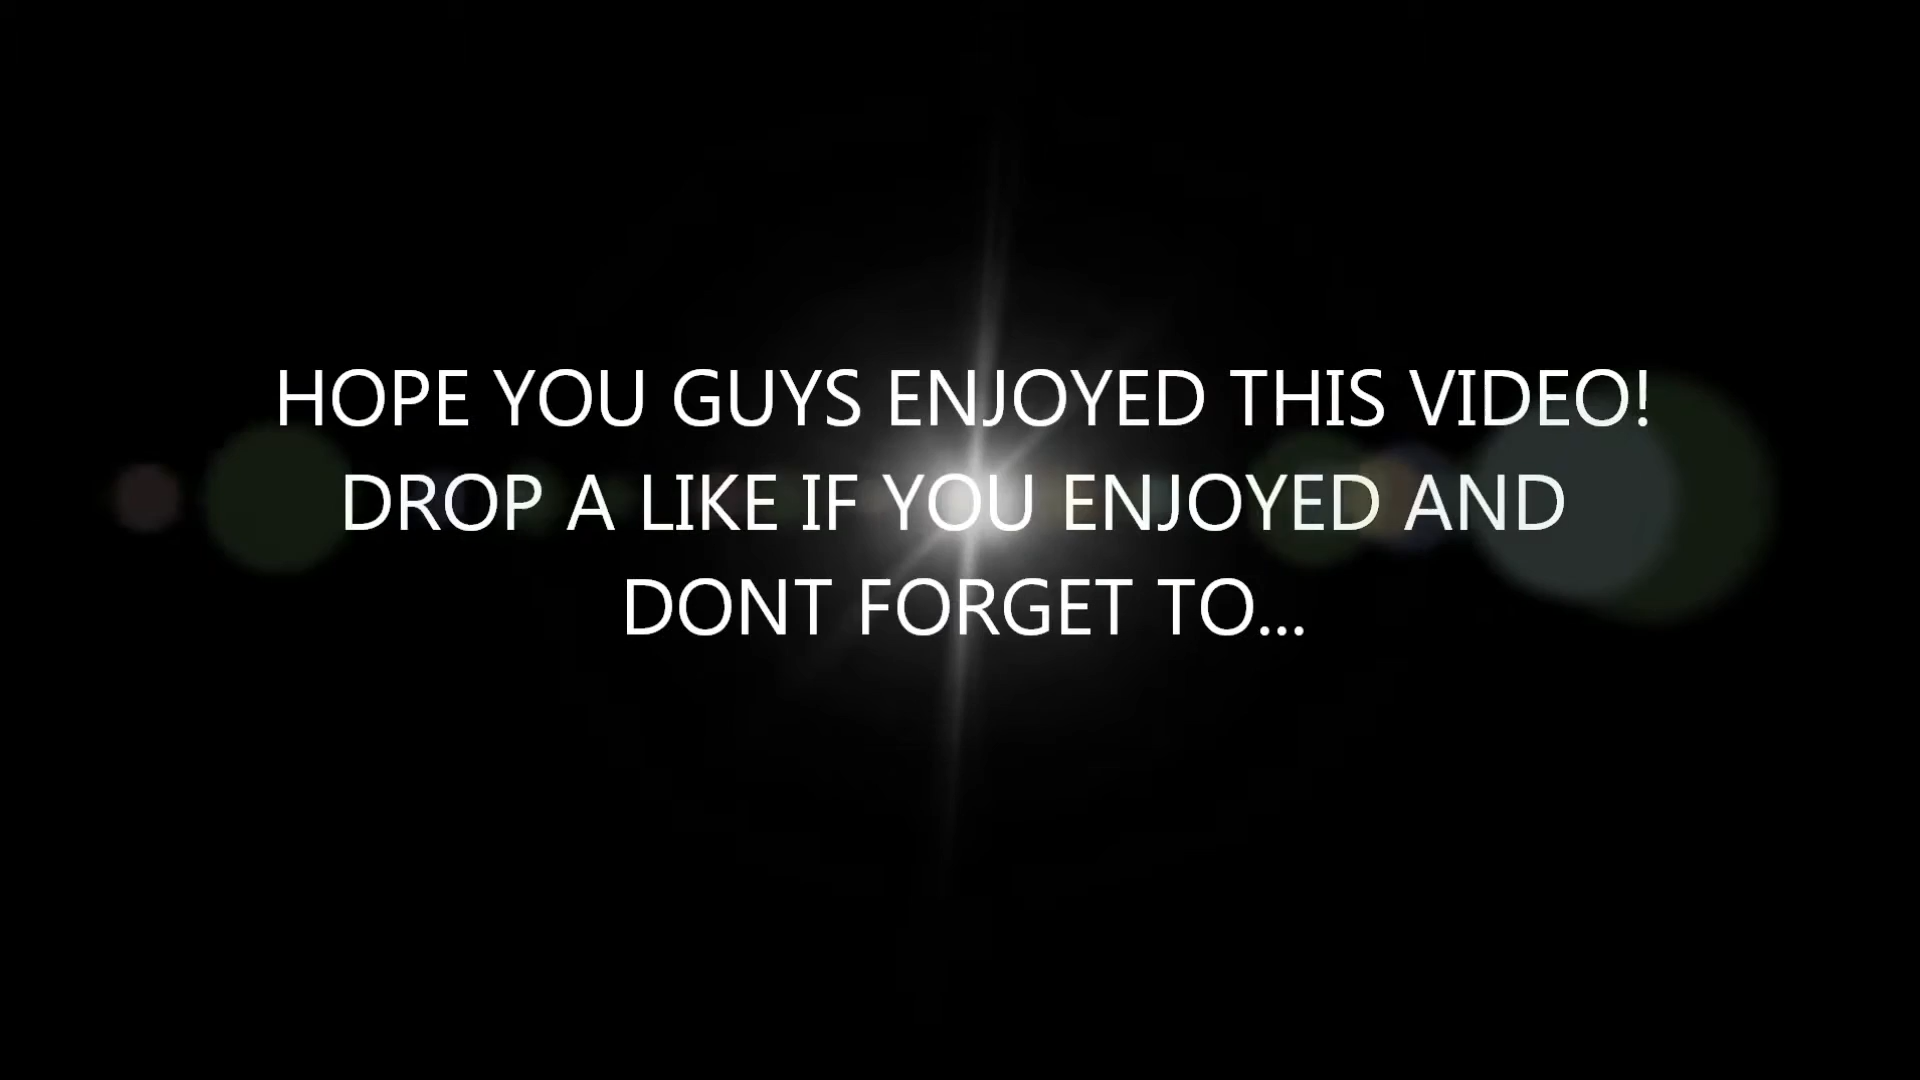 HOPE YOU GUYS ENJOYED THIS VIDEO!
DROP A LIKE IF YOU ENJOYED AND
DONT FORGET TO...